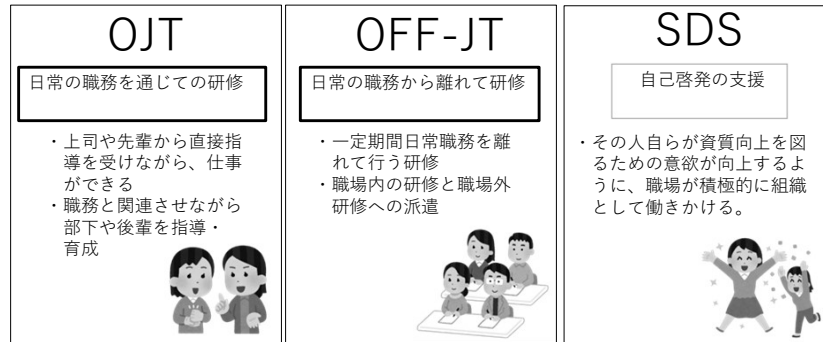 OJT
日常の職務を通じての研修
・上司や先輩から直接指
導を受けながら、仕事
ができる
・職務と関連させながら
部下や後輩を指導・
育成
OFF-JT
日常の職務から離れて研修
・一定期間日常職務を離
れて行う研修
・職場内の研修と職場外
研修への派遣
SDS
自己啓発の支援
・その人自らが資質向上を図
るための意欲が向上するよ
うに、職場が積極的に組織
として働きかける。